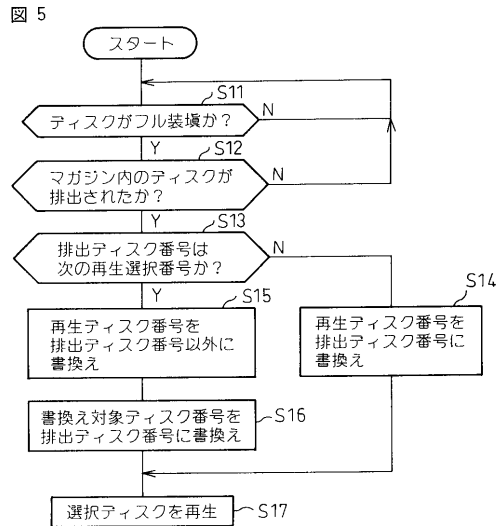 図 5
スタート
S11
ディスクがフル装塡か?
N
Y
S12
マガジン内のディスクが
排出されたか?
N
Y
S13
排出ディスク番号は
次の再生選択番号か?
N
Y
S15
再生ディスク番号を
排出ディスク番号以外に
書換え
S14
再生ディスク番号を
排出ディスク番号に
書換え
書換え対象ディスク番号を
排出ディスク番号に書換え
S16
選択ディスクを再生
S17